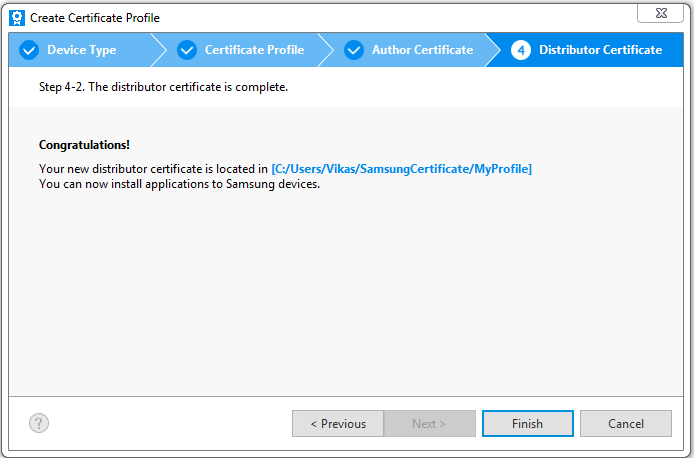 Create Certificate Profile
Device Type
Certificate Profile
Author Certificate
4 Distributor Certificate
Step 4-2. The distributor certificate is complete.
Congratulations!
Your new distributor certificate is located in [C:/Users/Vikas/SamsungCertificate/MyProfile]
You can now install applications to Samsung devices.
? < Previous Next > Finish Cancel